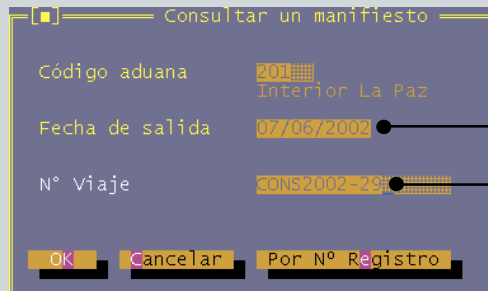 Consultar un manifiesto
Código aduana 201
Interior La Paz
Fecha de salida 07/06/2002
N° Viaje CONS2002-29
OK Cancelar Por Nº Registro